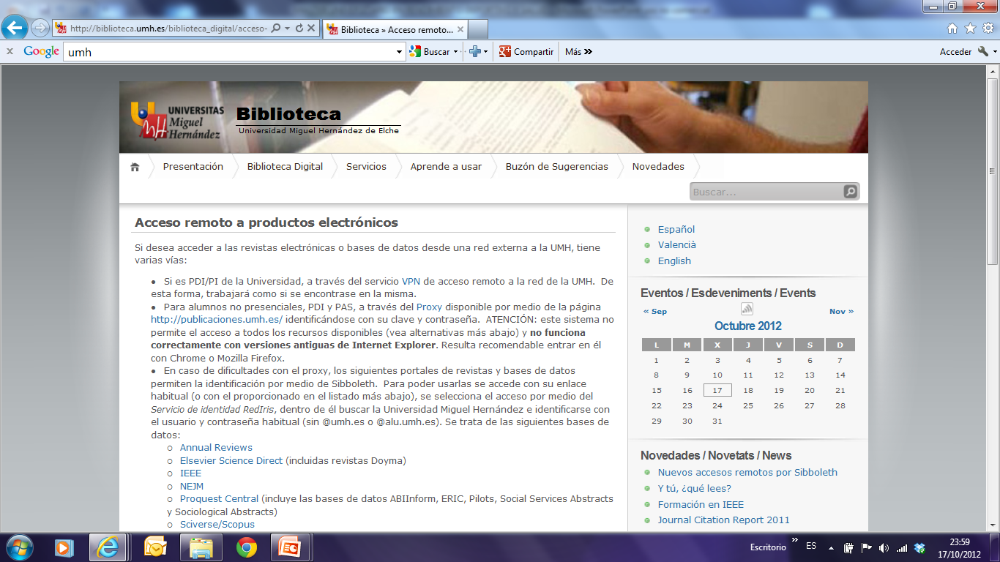 http://biblioteca.umh.es/biblioteca_digital/acceso-
Biblioteca » Acceso remoto...
x Google umh Buscar Compartir Más » Acceder
UNIVERSITAS
Miguel
Hernández
Biblioteca
Universidad Miguel Hernández de Elche
Presentación Biblioteca Digital Servicios Aprende a usar Buzón de Sugerencias Novedades
Buscar...
Acceso remoto a productos electrónicos
Si desea acceder a las revistas electrónicas o bases de datos desde una red externa a la UMH, tiene
varias vías:
• Si es PDI/PI de la Universidad, a través del servicio VPN de acceso remoto a la red de la UMH. De
esta forma, trabajará como si se encontrase en la misma.
• Para alumnos no presenciales, PDI y PAS, a través del Proxy disponible por medio de la página
http://publicaciones.umh.es/ identificándose con su clave y contraseña. ATENCIÓN: este sistema no
permite el acceso a todos los recursos disponibles (vea alternativas más abajo) y no funciona
correctamente con versiones antiguas de Internet Explorer. Resulta recomendable entrar en él
con Chrome o Mozilla Firefox.
• En caso de dificultades con el proxy, los siguientes portales de revistas y bases de datos
permiten la identificación por medio de Sibboleth. Para poder usarlas se accede con su enlace
habitual (o con el proporcionado en el listado más abajo), se selecciona el acceso por medio del
Servicio de identidad RedIris, dentro de él buscar la Universidad Miguel Hernández e identificarse con
el usuario y contraseña habitual (sin @umh.es o @alu.umh.es). Se trata de las siguientes bases de
datos:
o Annual Reviews
o Elsevier Science Direct (incluidas revistas Doyma)
o IEEE
o NEJM
o Proquest Central (incluye las bases de datos ABIInform, ERIC, Pilots, Social Services Abstracts
y Sociological Abstracts)
o Sciverse/Scopus
Español
Valencià
English
Eventos / Esdeveniments / Events
« Sep Nov »
Octubre 2012
L M X J V S D
1 2 3 4 5 6 7
8 9 10 11 12 13 14
15 16 17 18 19 20 21
22 23 24 25 26 27 28
29 30 31
Novedades / Novetats / News
Nuevos accesos remotos por Sibboleth
Y tú, ¿qué lees?
Formación en IEEE
Journal Citation Report 2011
Escritorio » ES 23:59
17/10/2012